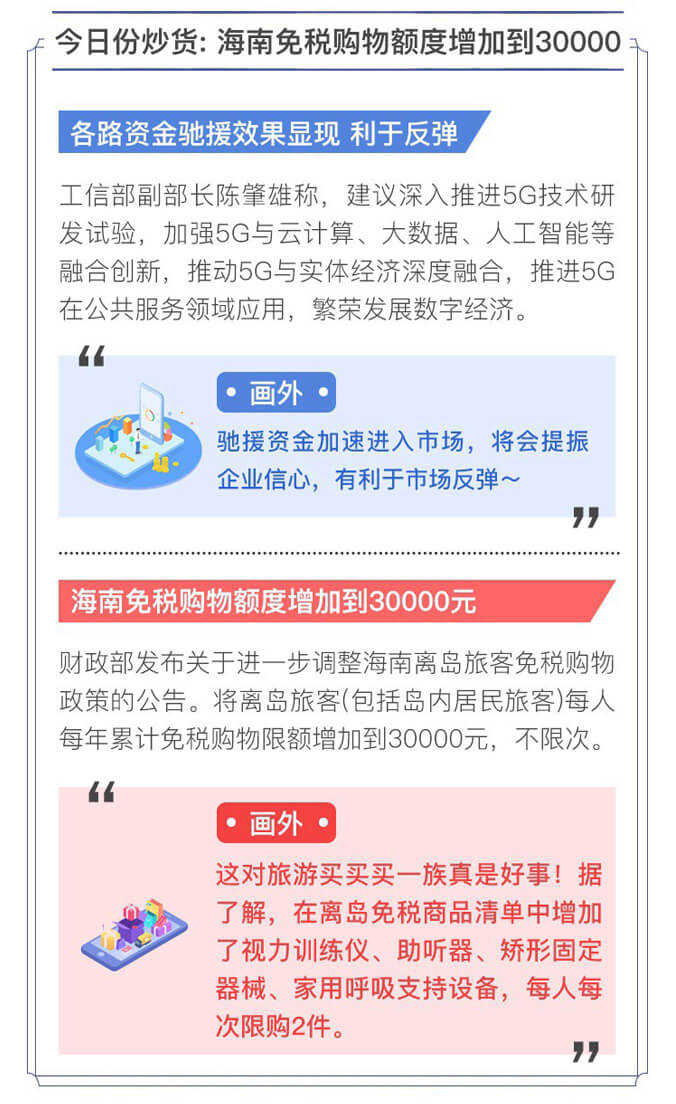 今日份炒货: 海南免税购物额度增加到30000
各路资金驰援效果显现 利于反弹
工信部副部长陈肇雄称，建议深入推进5G技术研
发试验，加强5G与云计算、大数据、人工智能等
融合创新，推动5G与实体经济深度融合，推进5G
在公共服务领域应用，繁荣发展数字经济。
“
• 画外 •
驰援资金加速进入市场，将会提振
企业信心，有利于市场反弹～
”
海南免税购物额度增加到30000元
财政部发布关于进一步调整海南离岛旅客免税购物
政策的公告。将离岛旅客(包括岛内居民旅客)每人
每年累计免税购物限额增加到30000元，不限次。
“
• 画外 •
这对旅游买买买一族真是好事！据
了解，在离岛免税商品清单中增加
了视力训练仪、助听器、矫形固定
器械、家用呼吸支持设备，每人每
次限购2件。
”